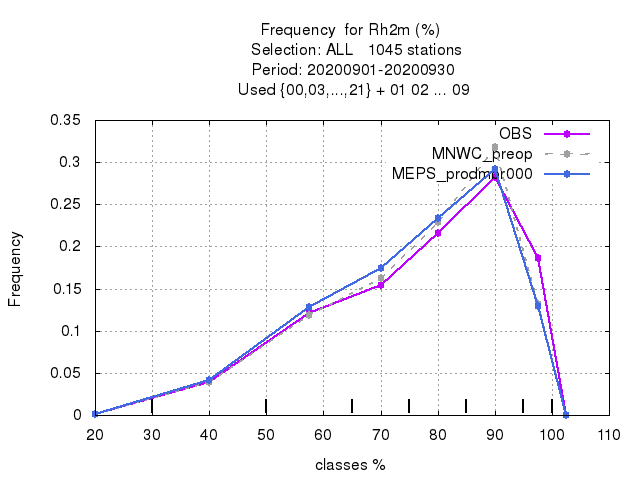 Frequency for Rh2m (%)
Selection: ALL 1045 stations
Period: 20200901-20200930
Used {00,03,...,21} + 01 02 ... 09
OBS
MNWC_preop
MEPS_prodmbr000
0.35
0.3
0.25
0.2
0.15
0.1
0.05
0
Frequency
20 30 40 50 60 70 80 90 100 110
classes %